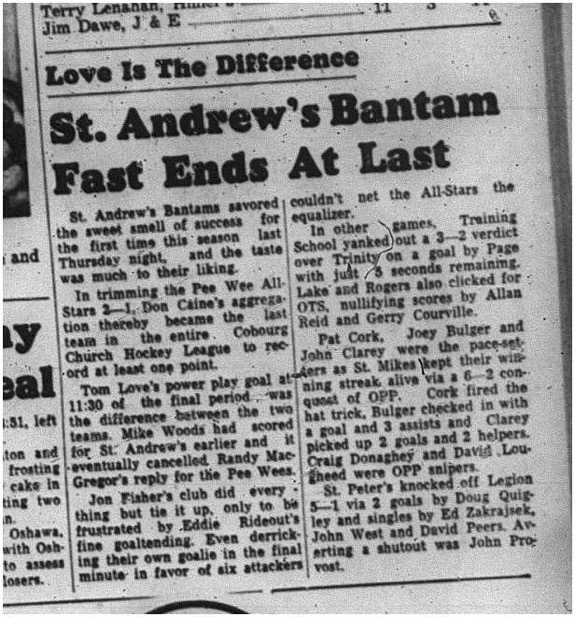 Terry Lenahan,
Jim Dawe, J & E
11 3
Love Is The Difference
St. Andrew's Bantam
Fast Ends At Last
St. Andrew's Bantams savored
the sweet smell of success for
the first time this season last
Thursday night, and the taste
was much to their liking.
In trimming the Pee Wee All-
Stars 2—1, Don Caine's aggrega-
tion thereby became the last
team in the entire Cobourg
Church Hockey League to rec-
ord at least one point.
Tom Love's power play goal at
11:30 of the final period was
the difference between the two
teams. Mike Woods had scored
for St. Andrew's earlier and it
eventually cancelled Randy Mac-
Gregor's reply for the Pee Wees.
Jon Fisher's club did every-
thing but tie it up, only to be
frustrated by Eddie Rideout's
fine goaltending. Even derrick-
ing their own goalie in the final
minute in favor of six attackers
couldn't net the All-Stars the
equalizer.
In other games, Training
School yanked out a 3—2 verdict
over Trinity on a goal by Page
with just 5 seconds remaining.
Lake and Rogers also clicked for
OTS, nullifying scores by Allan
Reid and Gerry Courville.
Pat Cork, Joey Bulger and
John Clarey were the pace-set-
ters as St. Mikes kept their win-
ning streak alive via a 6—2 con-
quest of OPP. Cork fired the
hat trick, Bulger checked in with
a goal and 3 assists and Clarey
picked up 2 goals and 2 helpers.
Craig Donaghey and David Lou-
gheed were OPP snipers.
St. Peter's knocked off Legion
5—1 via 2 goals by Doug Quig-
ley and singles by Ed Zakrajsek,
John West and David Peers. Av-
erting a shutout was John Pro-
vost.
and
ay
eal
:51, left
ton and
frosting
cake in
ting two
n.
Oshawa,
with Osh-
to assess
losers.